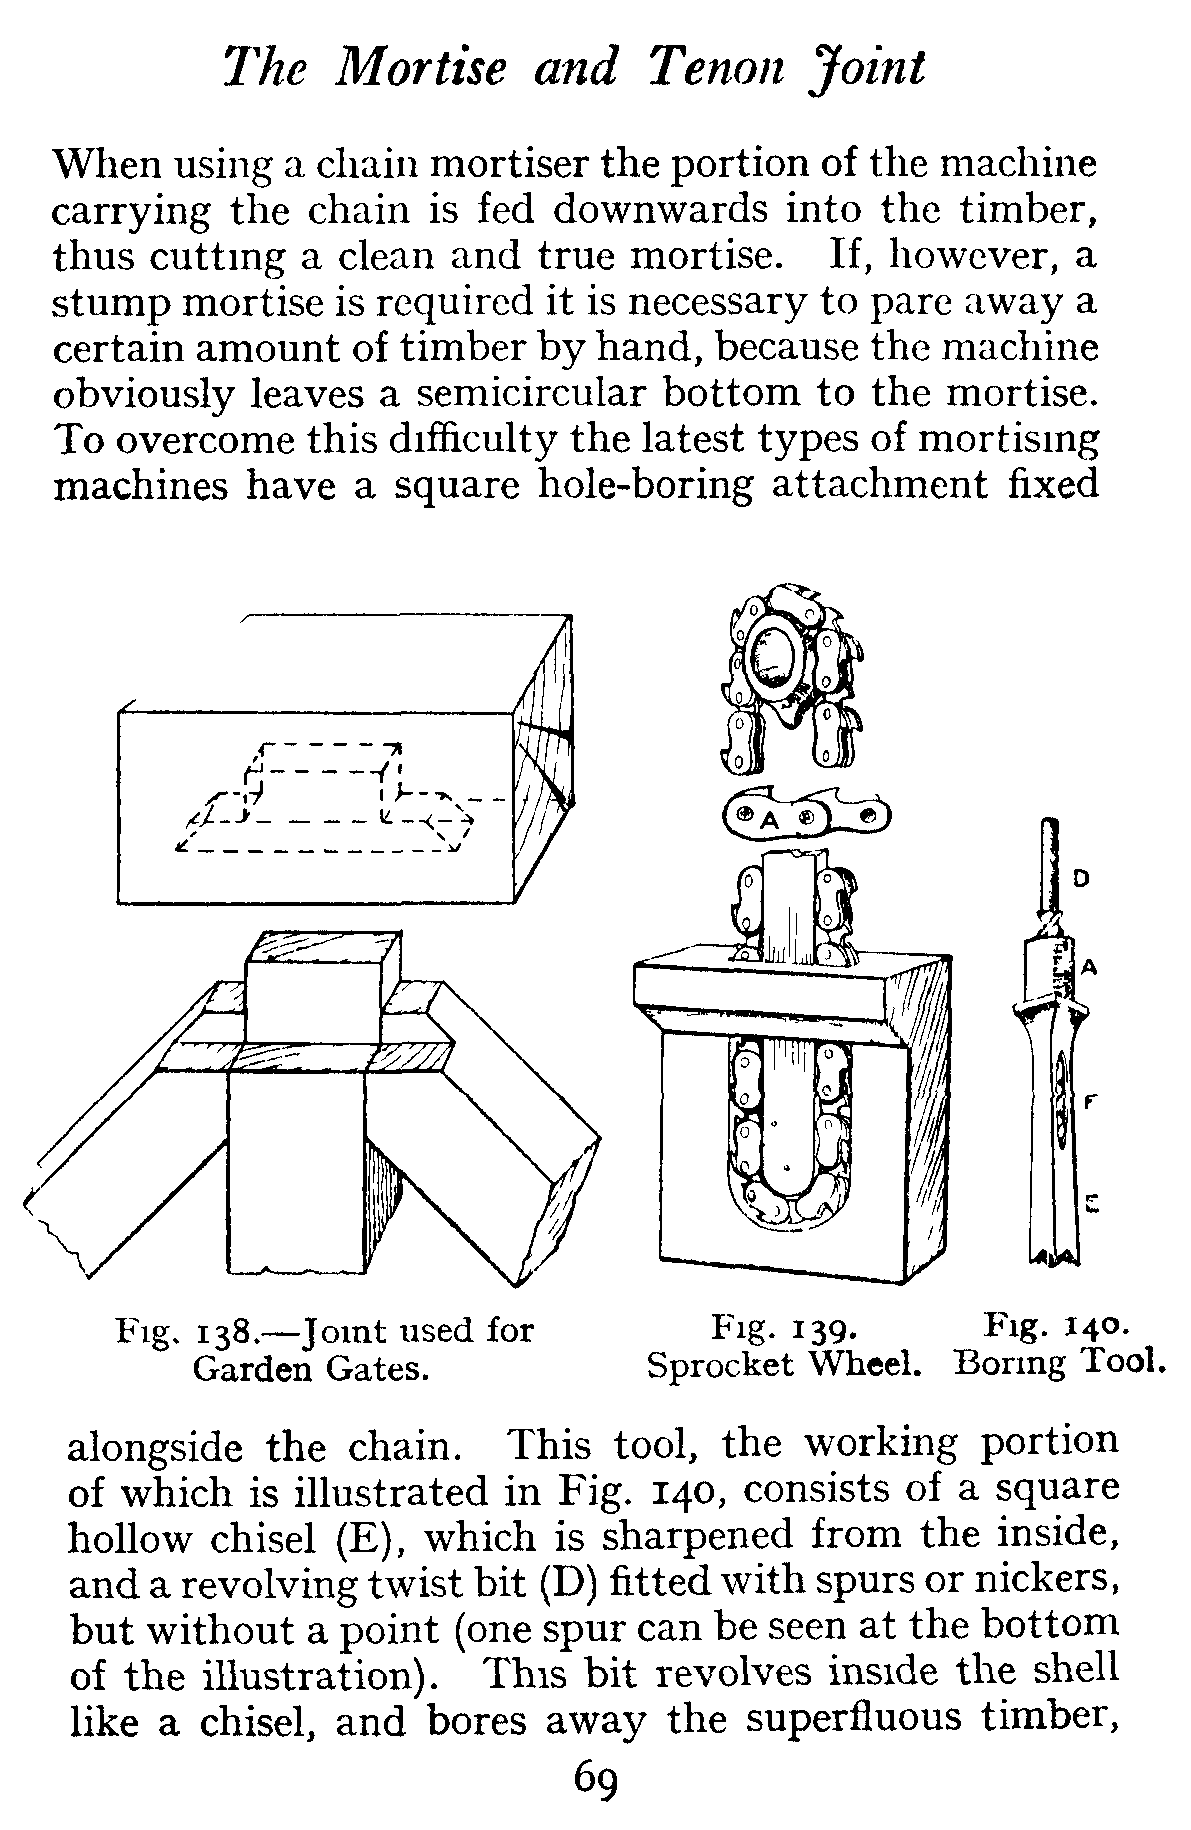 The Mortise and Tenon Joint
When using a chain mortiser the portion of the machine
carrying the chain is fed downwards into the timber,
thus cutting a clean and true mortise. If, however, a
stump mortise is required it is necessary to pare away a
certain amount of timber by hand, because the machine
obviously leaves a semicircular bottom to the mortise.
To overcome this difficulty the latest types of mortising
machines have a square hole-boring attachment fixed
A
D
A
F
E
Fig. 138.—Joint used for
Garden Gates.
Fig. 139.
Sprocket Wheel.
Fig. 140.
Boring Tool.
alongside the chain. This tool, the working portion
of which is illustrated in Fig. 140, consists of a square
hollow chisel (E), which is sharpened from the inside,
and a revolving twist bit (D) fitted with spurs or nickers,
but without a point (one spur can be seen at the bottom
of the illustration). This bit revolves inside the shell
like a chisel, and bores away the superfluous timber,
69